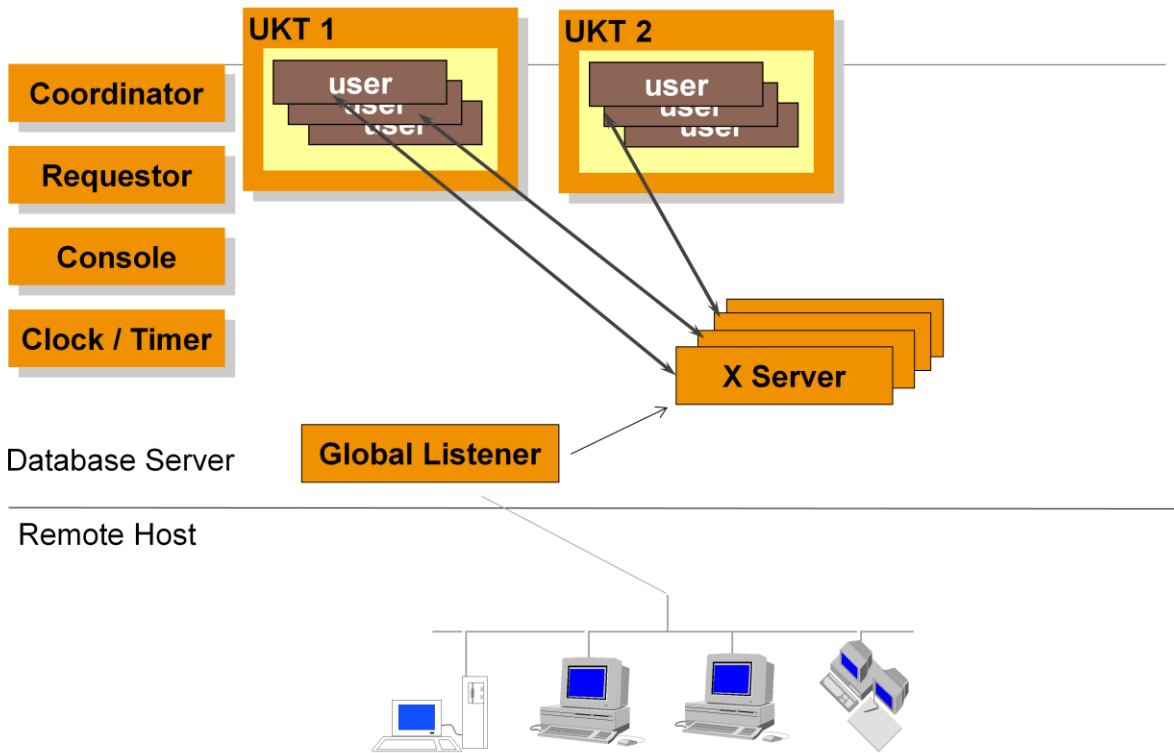 UKT 1
user
user
user
UKT 2
user
user
user
Coordinator
Requestor
Console
Clock / Timer
X Server
Global Listener
Database Server
Remote Host